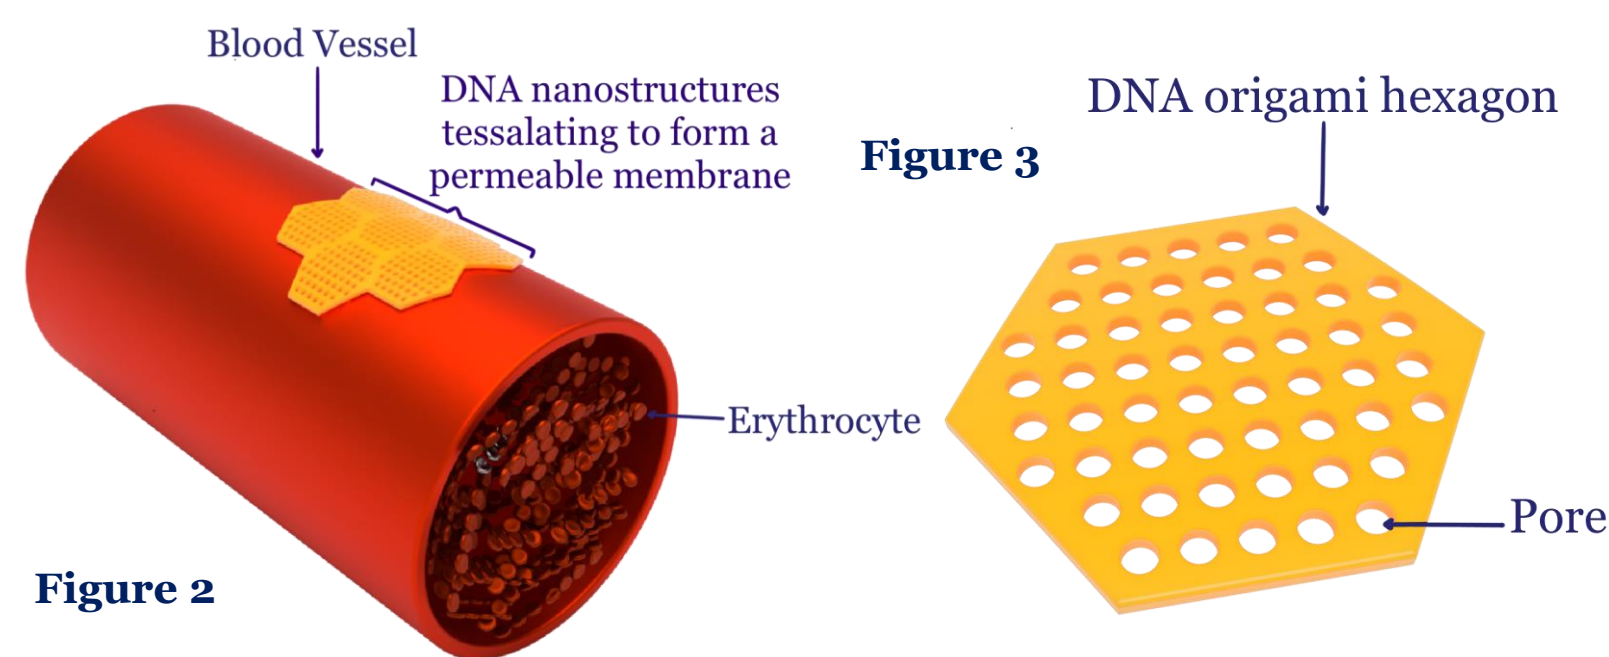 Blood Vessel
DNA nanostructures
tessalating to form a
permeable membrane
Erythrocyte
Figure 2
DNA origami hexagon
Figure 3
Pore